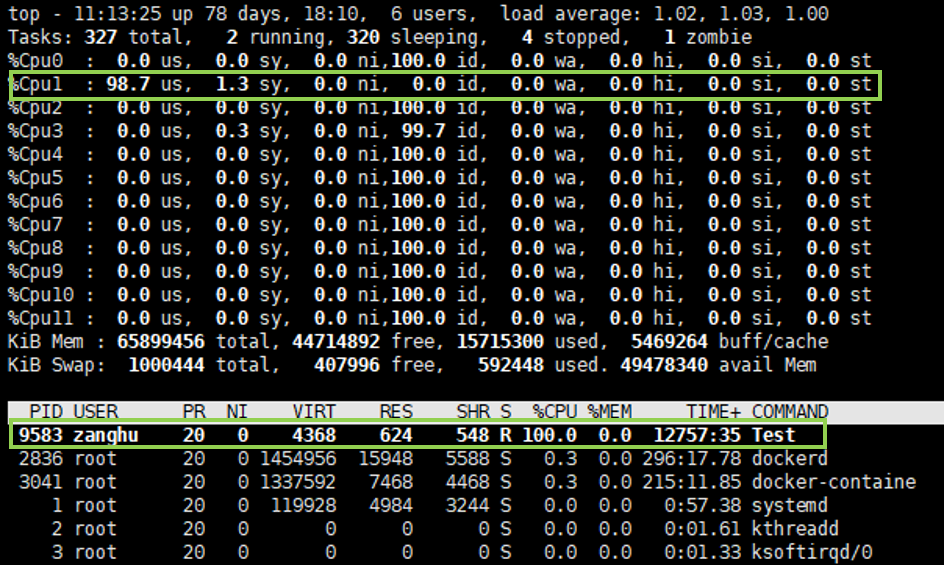 top - 11:13:25 up 78 days, 18:10,  6 users,  load average: 1.02, 1.03, 1.00
Tasks: 327 total,   2 running, 320 sleeping,   4 stopped,   1 zombie
%Cpu0  :  0.0 us,  0.0 sy,  0.0 ni,100.0 id,  0.0 wa,  0.0 hi,  0.0 si,  0.0 st
%Cpu1  : 98.7 us,  1.3 sy,  0.0 ni,  0.0 id,  0.0 wa,  0.0 hi,  0.0 si,  0.0 st
%Cpu2  :  0.0 us,  0.0 sy,  0.0 ni,100.0 id,  0.0 wa,  0.0 hi,  0.0 si,  0.0 st
%Cpu3  :  0.0 us,  0.3 sy,  0.0 ni, 99.7 id,  0.0 wa,  0.0 hi,  0.0 si,  0.0 st
%Cpu4  :  0.0 us,  0.0 sy,  0.0 ni,100.0 id,  0.0 wa,  0.0 hi,  0.0 si,  0.0 st
%Cpu5  :  0.0 us,  0.0 sy,  0.0 ni,100.0 id,  0.0 wa,  0.0 hi,  0.0 si,  0.0 st
%Cpu6  :  0.0 us,  0.0 sy,  0.0 ni,100.0 id,  0.0 wa,  0.0 hi,  0.0 si,  0.0 st
%Cpu7  :  0.0 us,  0.0 sy,  0.0 ni,100.0 id,  0.0 wa,  0.0 hi,  0.0 si,  0.0 st
%Cpu8  :  0.0 us,  0.0 sy,  0.0 ni,100.0 id,  0.0 wa,  0.0 hi,  0.0 si,  0.0 st
%Cpu9  :  0.0 us,  0.0 sy,  0.0 ni,100.0 id,  0.0 wa,  0.0 hi,  0.0 si,  0.0 st
%Cpu10 :  0.0 us,  0.0 sy,  0.0 ni,100.0 id,  0.0 wa,  0.0 hi,  0.0 si,  0.0 st
%Cpu11 :  0.0 us,  0.0 sy,  0.0 ni,100.0 id,  0.0 wa,  0.0 hi,  0.0 si,  0.0 st
KiB Mem : 65899456 total, 44714892 free, 15715300 used,  5469264 buff/cache
KiB Swap:  1000444 total,   407996 free,   592448 used. 49478340 avail Mem
PID USER      PR  NI    VIRT    RES    SHR S  %CPU %MEM     TIME+ COMMAND
9583 zanghu    20   0    4368    624    548 R 100.0  0.0  12757:35 Test
2836 root      20   0 1454956  15948   5588 S   0.3  0.0 296:17.78 dockerd
3041 root      20   0 1337592   7468   4468 S   0.3  0.0 215:11.85 docker-containe
1 root      20   0  119928   4984   3244 S   0.0  0.0   0:57.38 systemd
2 root      20   0       0      0      0 S   0.0  0.0   0:01.61 kthreadd
3 root      20   0       0      0      0 S   0.0  0.0   0:01.33 ksoftirqd/0